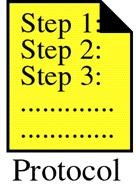 Step 1:
Step 2:
Step 3:
.............
.............
Protocol